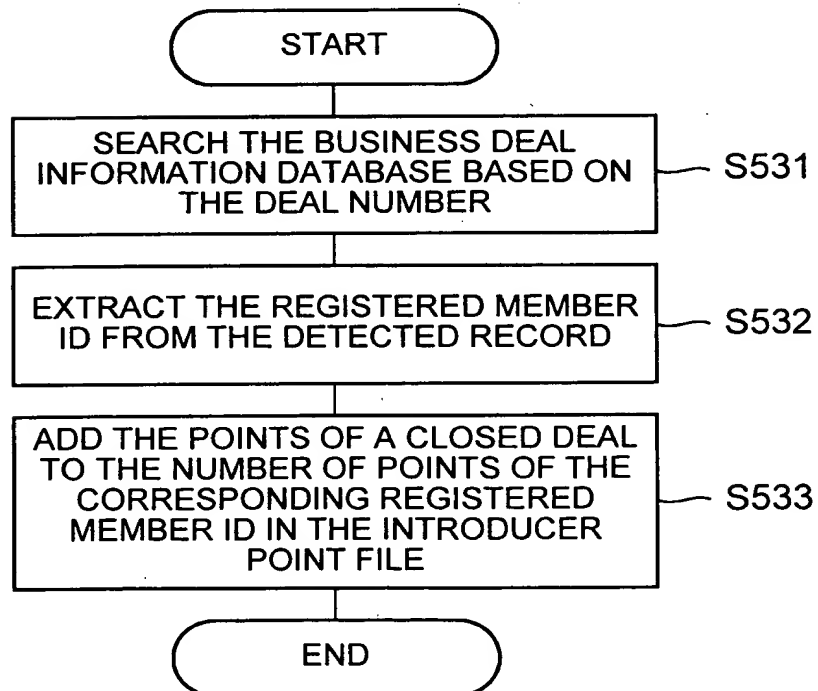 START
SEARCH THE BUSINESS DEAL
INFORMATION DATABASE BASED ON
THE DEAL NUMBER
S531
EXTRACT THE REGISTERED MEMBER
ID FROM THE DETECTED RECORD
S532
ADD THE POINTS OF A CLOSED DEAL
TO THE NUMBER OF POINTS OF THE
CORRESPONDING REGISTERED
MEMBER ID IN THE INTRODUCER
POINT FILE
S533
END